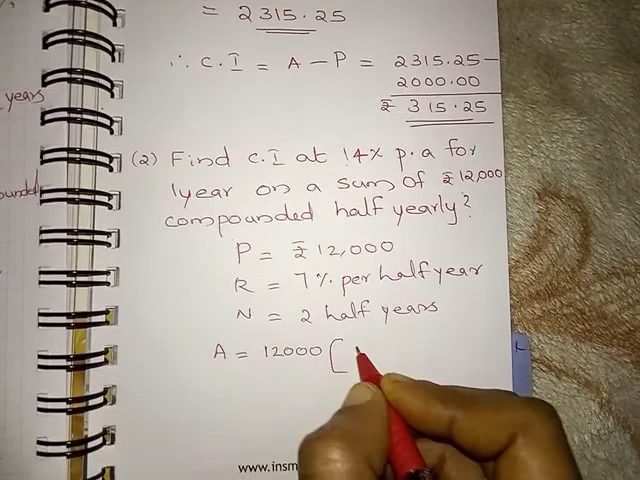 = 2315.25
∴ C.I = A - P = 2315.25 -
2000.00
₹ 315.25
years
(2) Find C.I at 14% p.a for
1year on a sum of ₹12,000
compounded half yearly?
P = ₹ 12,000
R = 7% per half year
N = 2 half years
A = 12000 [
www.insm